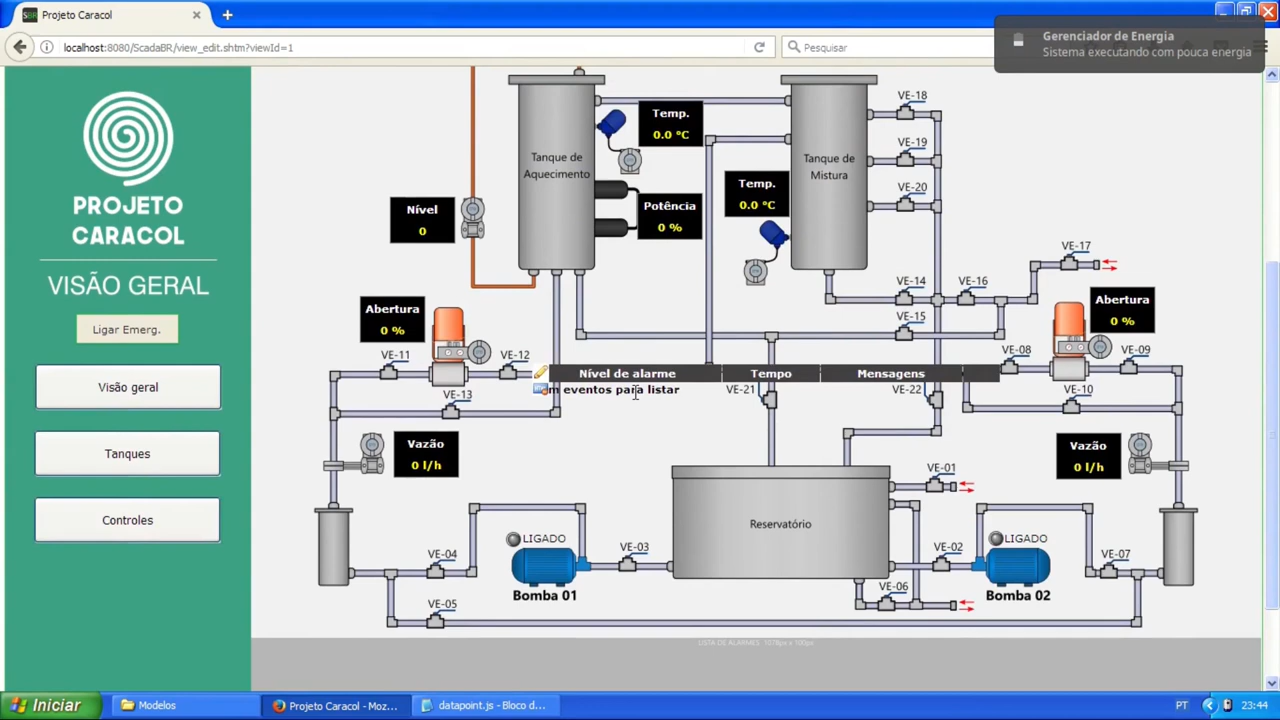 Projeto Caracol
localhost:8080/ScadaBR/view_edit.shtm?viewId=1
Pesquisar
Gerenciador de Energia
Sistema executando com pouca energia
PROJETO
CARACOL
VISÃO GERAL
Ligar Emerg.
Visão geral
Tanques
Controles
Temp.
0.0 °C
VE-18
Tanque de
Aquecimento
Tanque de
Mistura
VE-19
Temp.
0.0 °C
VE-20
Nível
0
Potência
0 %
VE-17
VE-14
VE-16
Abertura
0 %
VE-15
Abertura
0 %
VE-11
VE-12
VE-08
VE-09
Nível de alarme
Tempo
Mensagens
m eventos para listar
VE-13
VE-21
VE-22
VE-10
Vazão
0 l/h
Vazão
0 l/h
VE-01
Reservatório
LIGADO
LIGADO
VE-04
VE-03
VE-02
VE-07
VE-06
Bomba 01
Bomba 02
VE-05
LISTA DE ALARMES 1078px x 100px
Iniciar
Modelos
Projeto Caracol - Moz...
datapoint.js - Bloco d...
PT
23:44